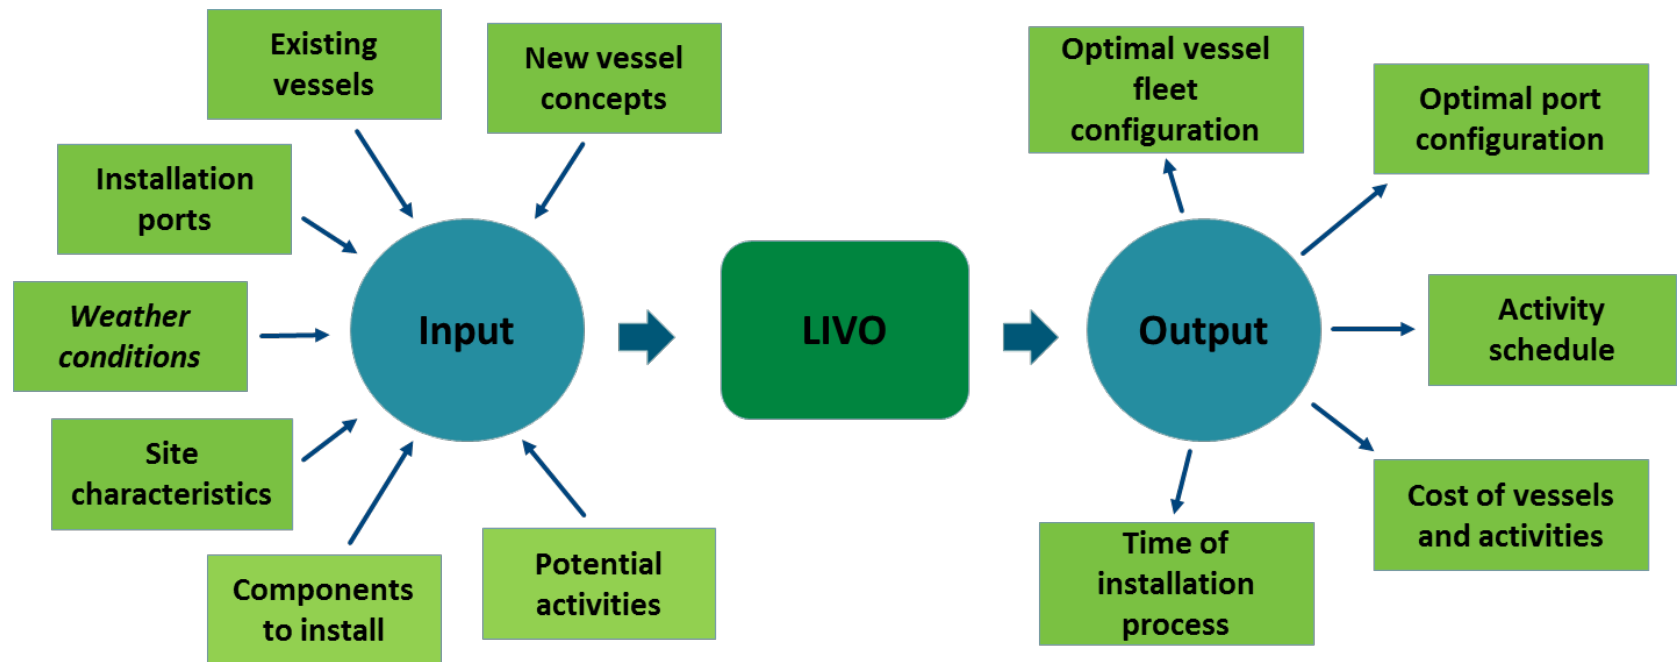 Existing
vessels
New vessel
concepts
Installation
ports
Weather
conditions
Site
characteristics
Components
to install
Potential
activities
Input
LIVO
Output
Optimal vessel
fleet
configuration
Optimal port
configuration
Activity
schedule
Cost of vessels
and activities
Time of
installation
process